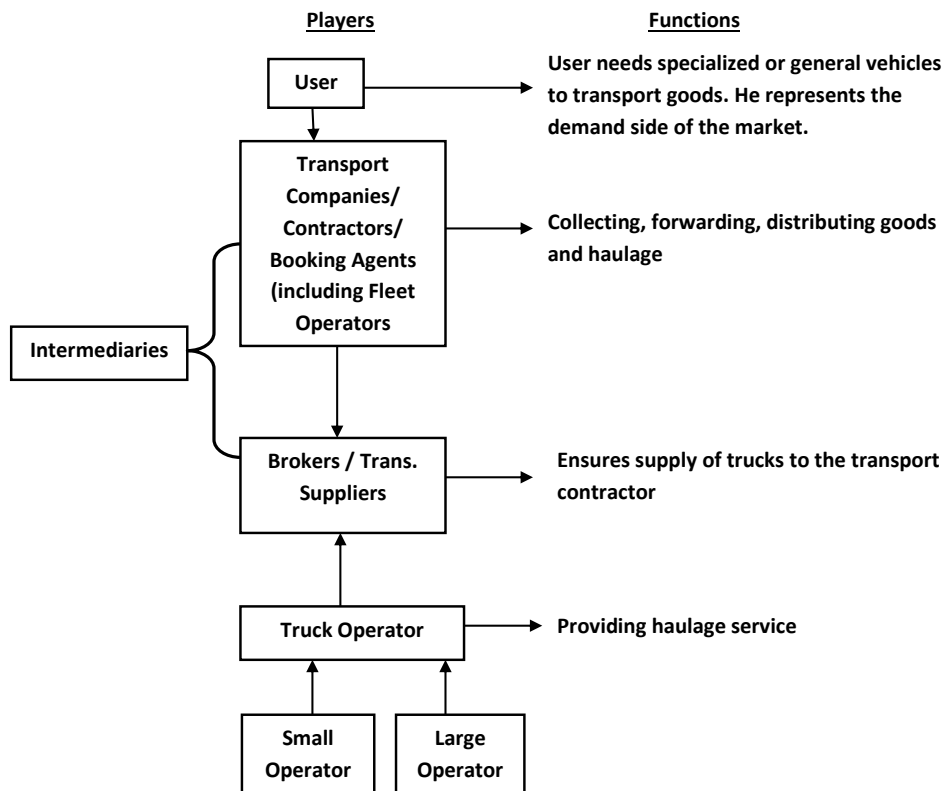 Players
Functions
User
User needs specialized or general vehicles
to transport goods. He represents the
demand side of the market.
Transport
Companies/
Contractors/
Booking Agents
(including Fleet
Operators
Collecting, forwarding, distributing goods
and haulage
Intermediaries
Brokers / Trans.
Suppliers
Ensures supply of trucks to the transport
contractor
Truck Operator
Providing haulage service
Small
Operator
Large
Operator